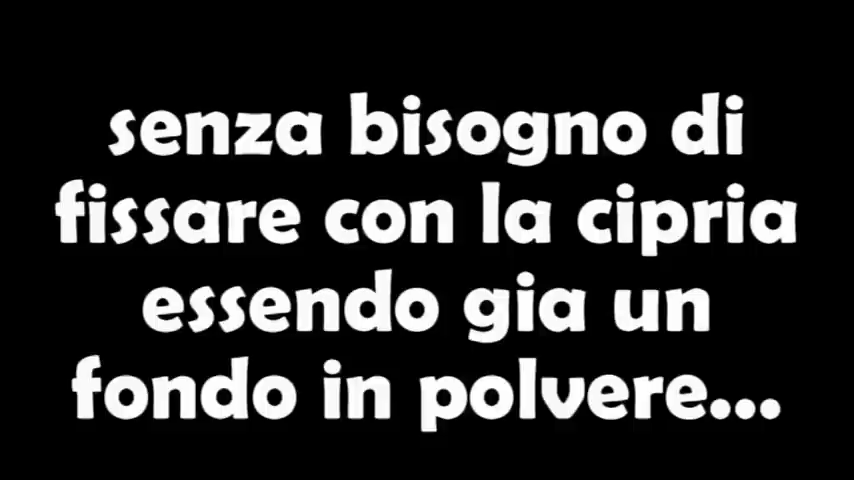 senza bisogno di
fissare con la cipria
essendo gia un
fondo in polvere...